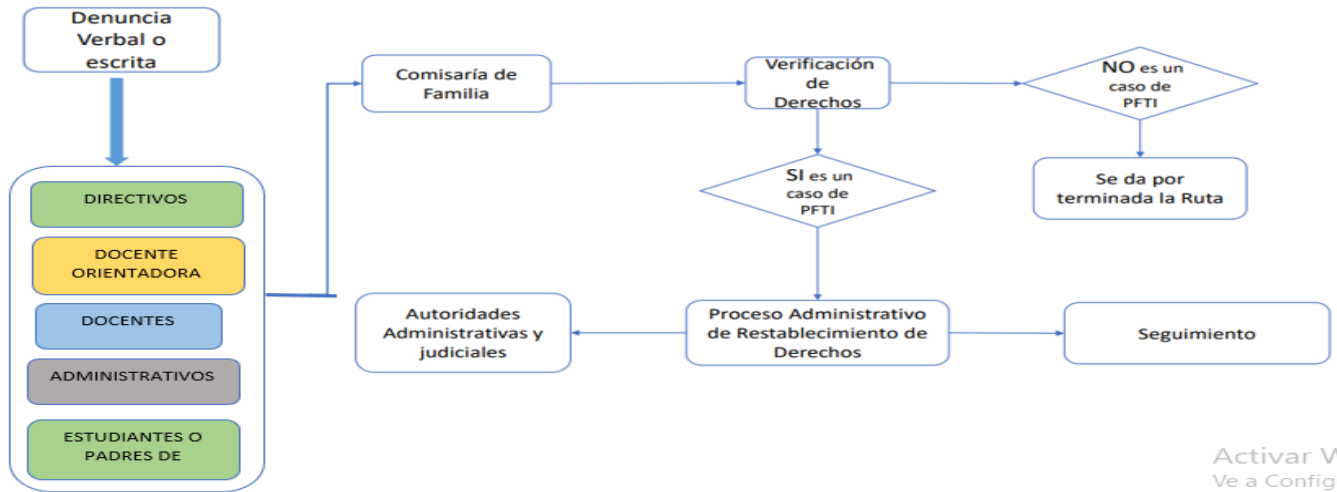 Denuncia
Verbal o
escrita
DIRECTIVOS
DOCENTE
ORIENTADORA
DOCENTES
ADMINISTRATIVOS
ESTUDIANTES O
PADRES DE
Comisaría de
Familia
Verificación
de
Derechos
NO es un
caso de
PFTI
Se da por
terminada la Ruta
SI es un
caso de
PFTI
Autoridades
Administrativas y
judiciales
Proceso Administrativo
de Restablecimiento de
Derechos
Seguimiento
Activar W
Ve a Config